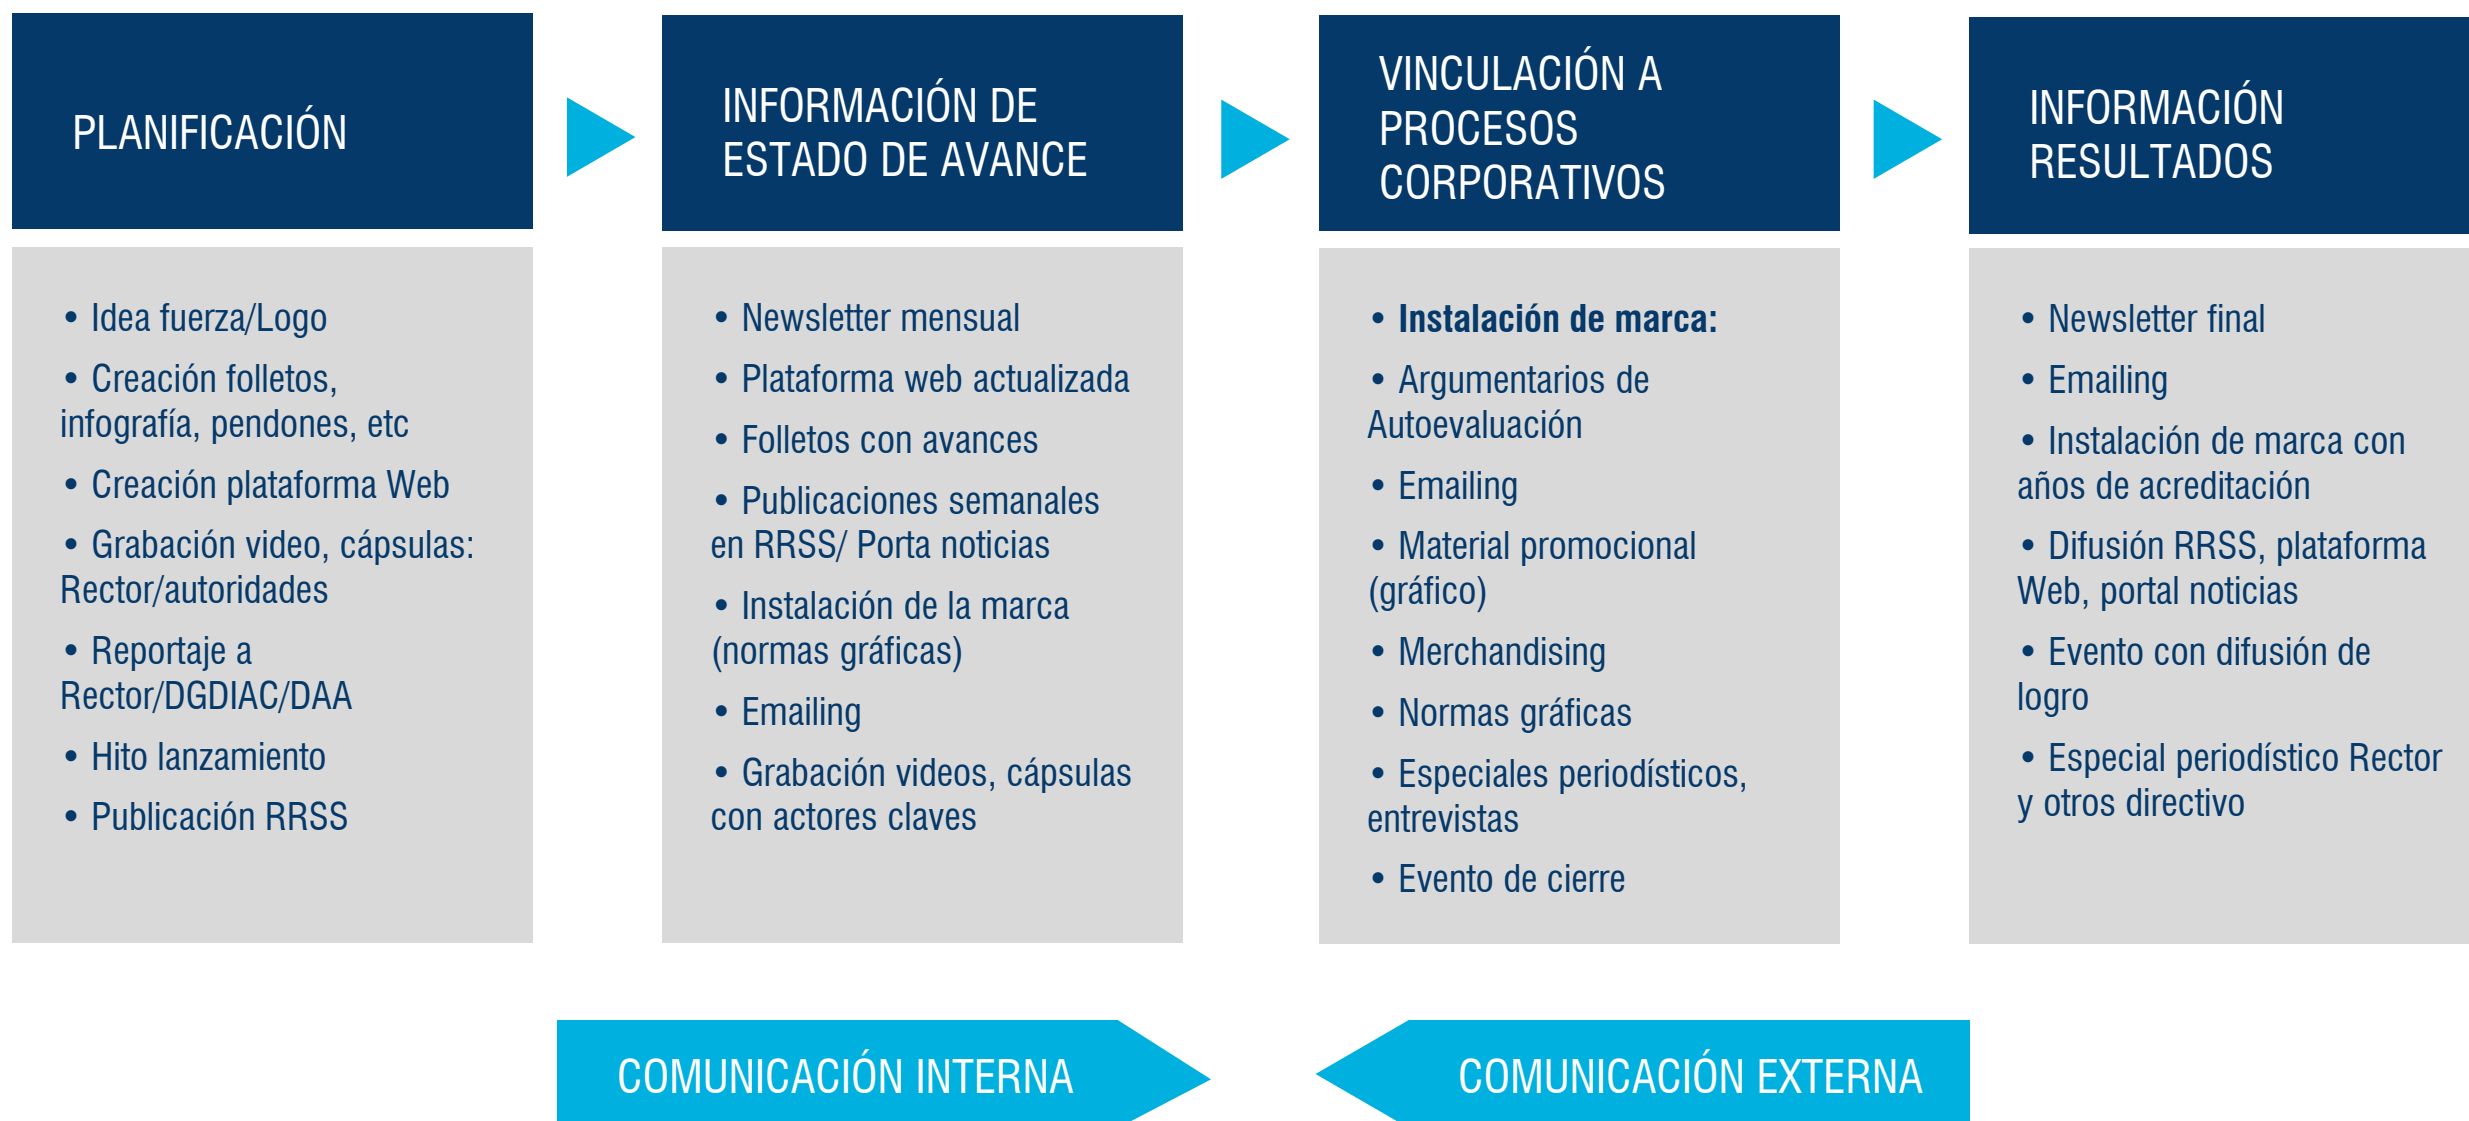 PLANIFICACIÓN
• Idea fuerza/Logo
• Creación folletos,
infografía, pendones, etc
• Creación plataforma Web
• Grabación video, cápsulas:
Rector/autoridades
• Reportaje a
Rector/DGDIAC/DAA
• Hito lanzamiento
• Publicación RRSS
INFORMACIÓN DE
ESTADO DE AVANCE
• Newsletter mensual
• Plataforma web actualizada
• Folletos con avances
• Publicaciones semanales
en RRSS/ Porta noticias
• Instalación de la marca
(normas gráficas)
• Emailing
• Grabación videos, cápsulas
con actores claves
VINCULACIÓN A
PROCESOS
CORPORATIVOS
• Instalación de marca:
• Argumentarios de
Autoevaluación
• Emailing
• Material promocional
(gráfico)
• Merchandising
• Normas gráficas
• Especiales periodísticos,
entrevistas
• Evento de cierre
INFORMACIÓN
RESULTADOS
• Newsletter final
• Emailing
• Instalación de marca con
años de acreditación
• Difusión RRSS, plataforma
Web, portal noticias
• Evento con difusión de
logro
• Especial periodístico Rector
y otros directivo
COMUNICACIÓN INTERNA
COMUNICACIÓN EXTERNA